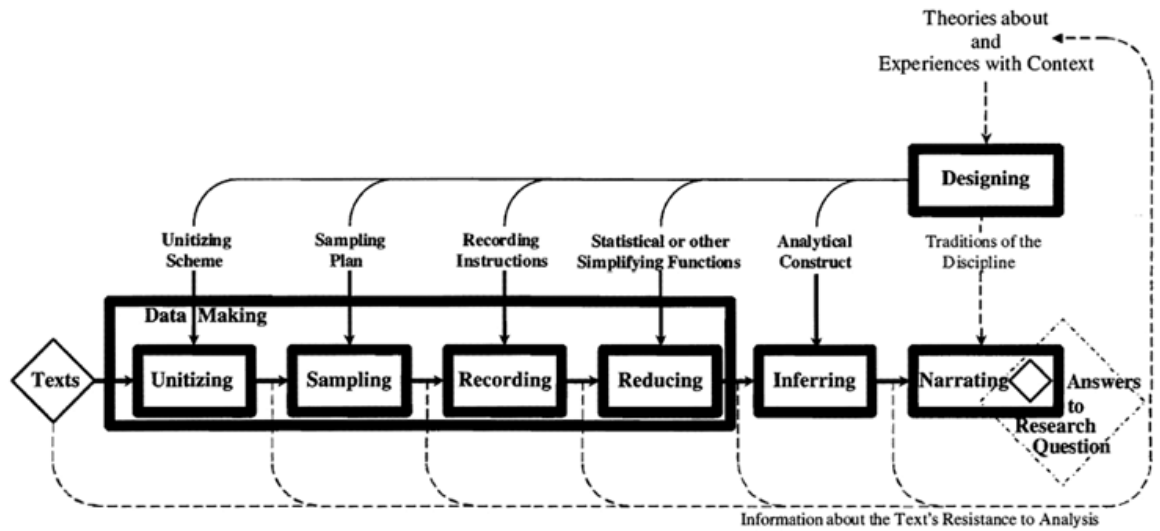 Theories about
and
Experiences with Context
Designing
Unitizing
Scheme
Sampling
Plan
Recording
Instructions
Statistical or other
Simplifying Functions
Analytical
Construct
Traditions of the
Discipline
Data Making
Texts
Unitizing
Sampling
Recording
Reducing
Inferring
Narrating
Answers
to
Research
Question
Information about the Text's Resistance to Analysis